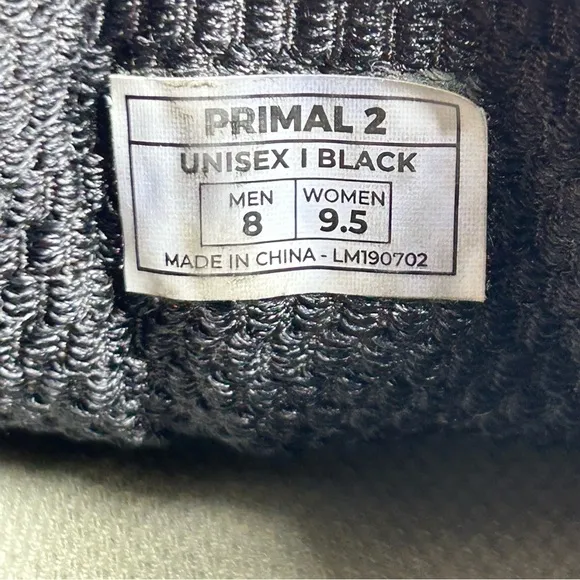 PRIMAL 2
UNISEX | BLACK
MEN WOMEN
8 9.5
MADE IN CHINA - LM190702